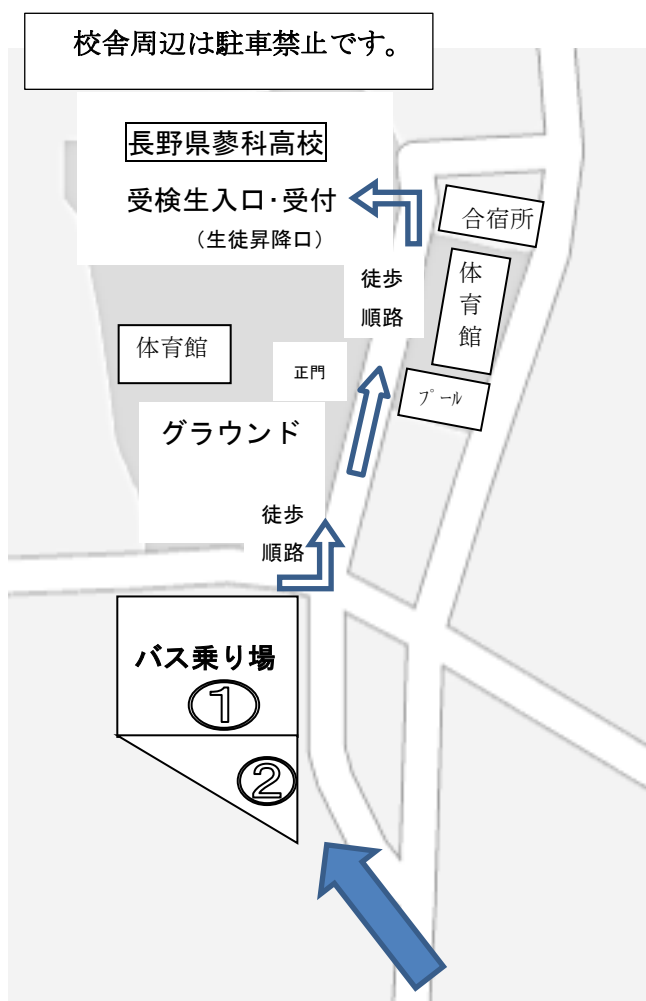 校舎周辺は駐車禁止です。
長野県蓼科高校
受検生入口・受付
(生徒昇降口)
合宿所
徒歩
順路
体育館
体育館
正門
プール
グラウンド
徒歩
順路
バス乗り場
①
②